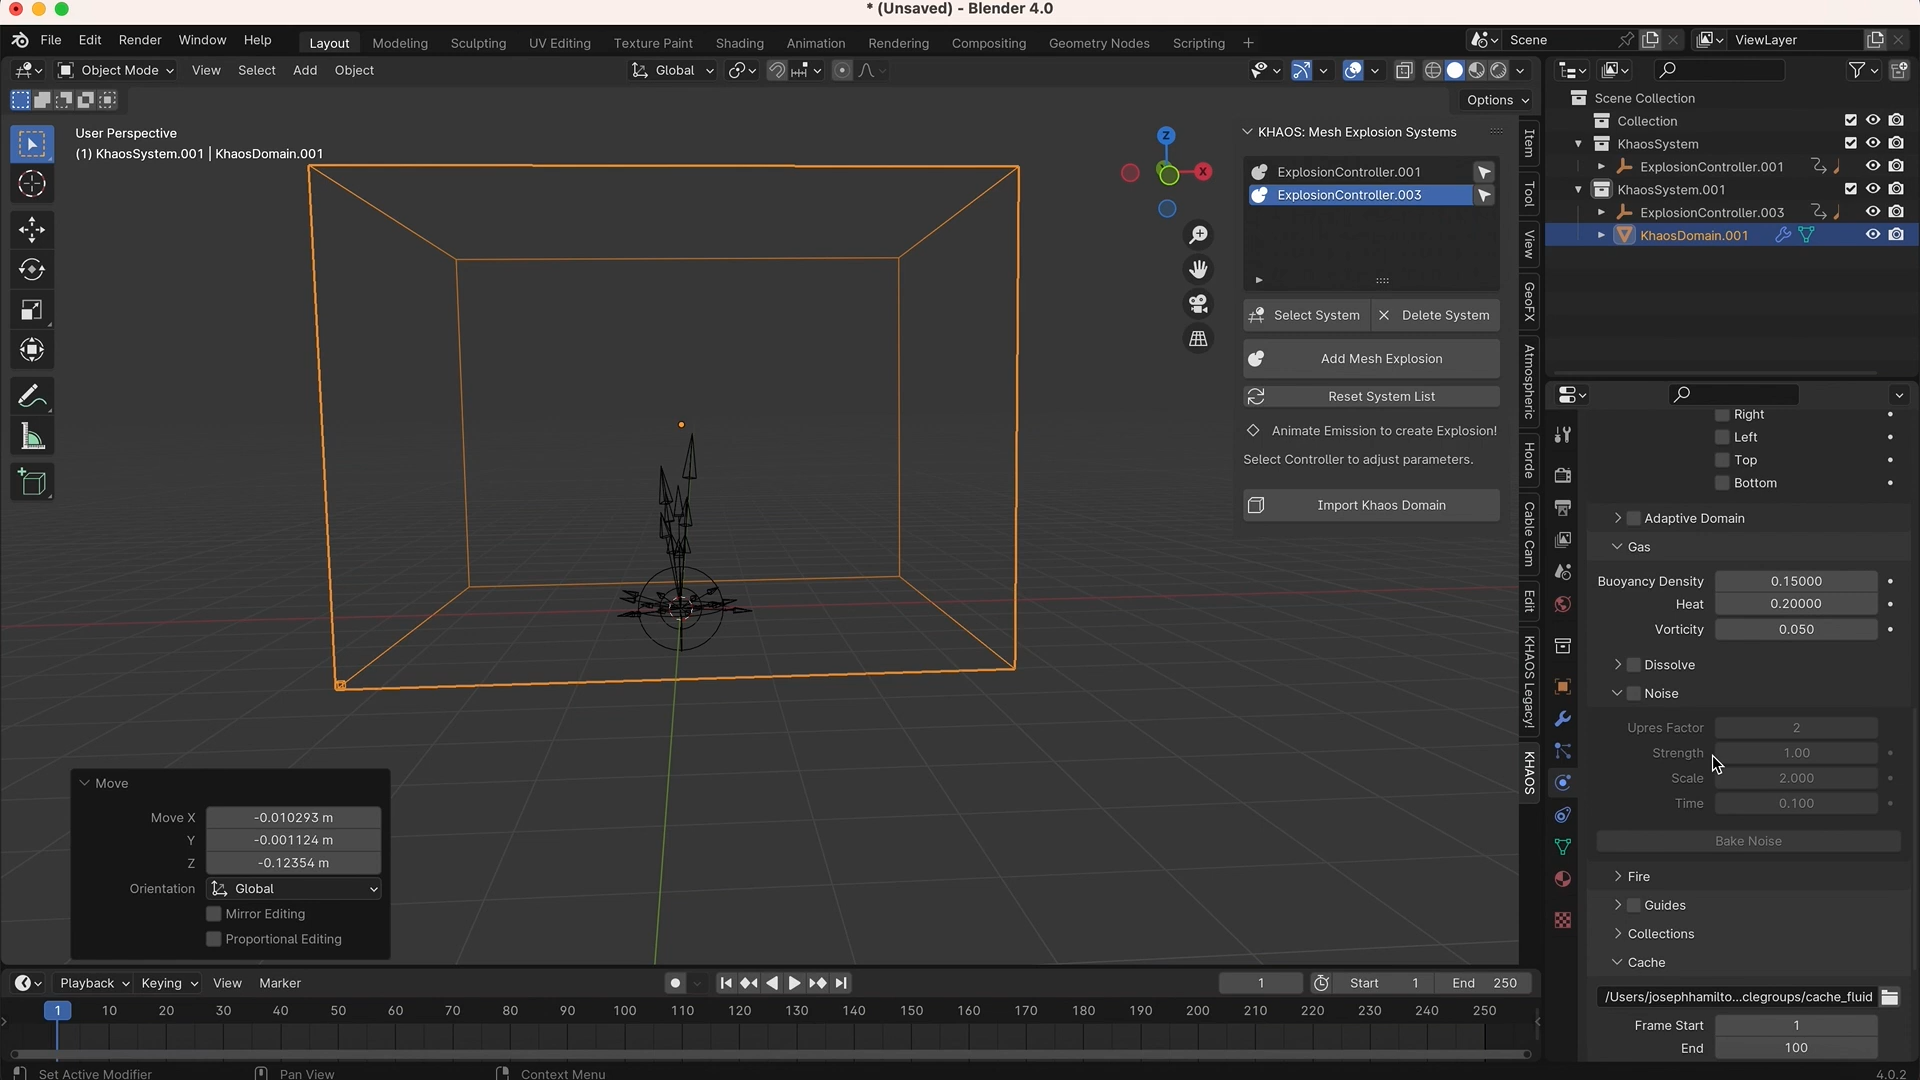 * (Unsaved) - Blender 4.0
File Edit Render Window Help Layout Modeling Sculpting UV Editing Texture Paint Shading Animation Rendering Compositing Geometry Nodes Scripting + Scene ViewLayer
Object Mode View Select Add Object Global
Options
User Perspective
(1) KhaosSystem.001 | KhaosDomain.001
Z
X
KHAOS: Mesh Explosion Systems
ExplosionController.001
ExplosionController.003
Select System Delete System
Add Mesh Explosion
Reset System List
Animate Emission to create Explosion!
Select Controller to adjust parameters.
Import Khaos Domain
Item
Tool
View
GeoFX
Atmospheric
Horde
Cable Cam
Edit
KHAOS Legacy!
KHAOS
Scene Collection
Collection
KhaosSystem
ExplosionController.001
KhaosSystem.001
ExplosionController.003
KhaosDomain.001
Right
Left
Top
Bottom
Adaptive Domain
Gas
Buoyancy Density 0.15000
Heat 0.20000
Vorticity 0.050
Dissolve
Noise
Upres Factor 2
Strength 1.00
Scale 2.000
Time 0.100
Bake Noise
Fire
Guides
Collections
Cache
/Users/josephhamilto...clegroups/cache_fluid
Frame Start 1
End 100
Move
Move X -0.010293 m
Y -0.001124 m
Z -0.12354 m
Orientation Global
Mirror Editing
Proportional Editing
Playback Keying View Marker 1 Start 1 End 250
1 10 20 30 40 50 60 70 80 90 100 110 120 130 140 150 160 170 180 190 200 210 220 230 240 250
Set Active Modifier Pan View Context Menu 4.0.2